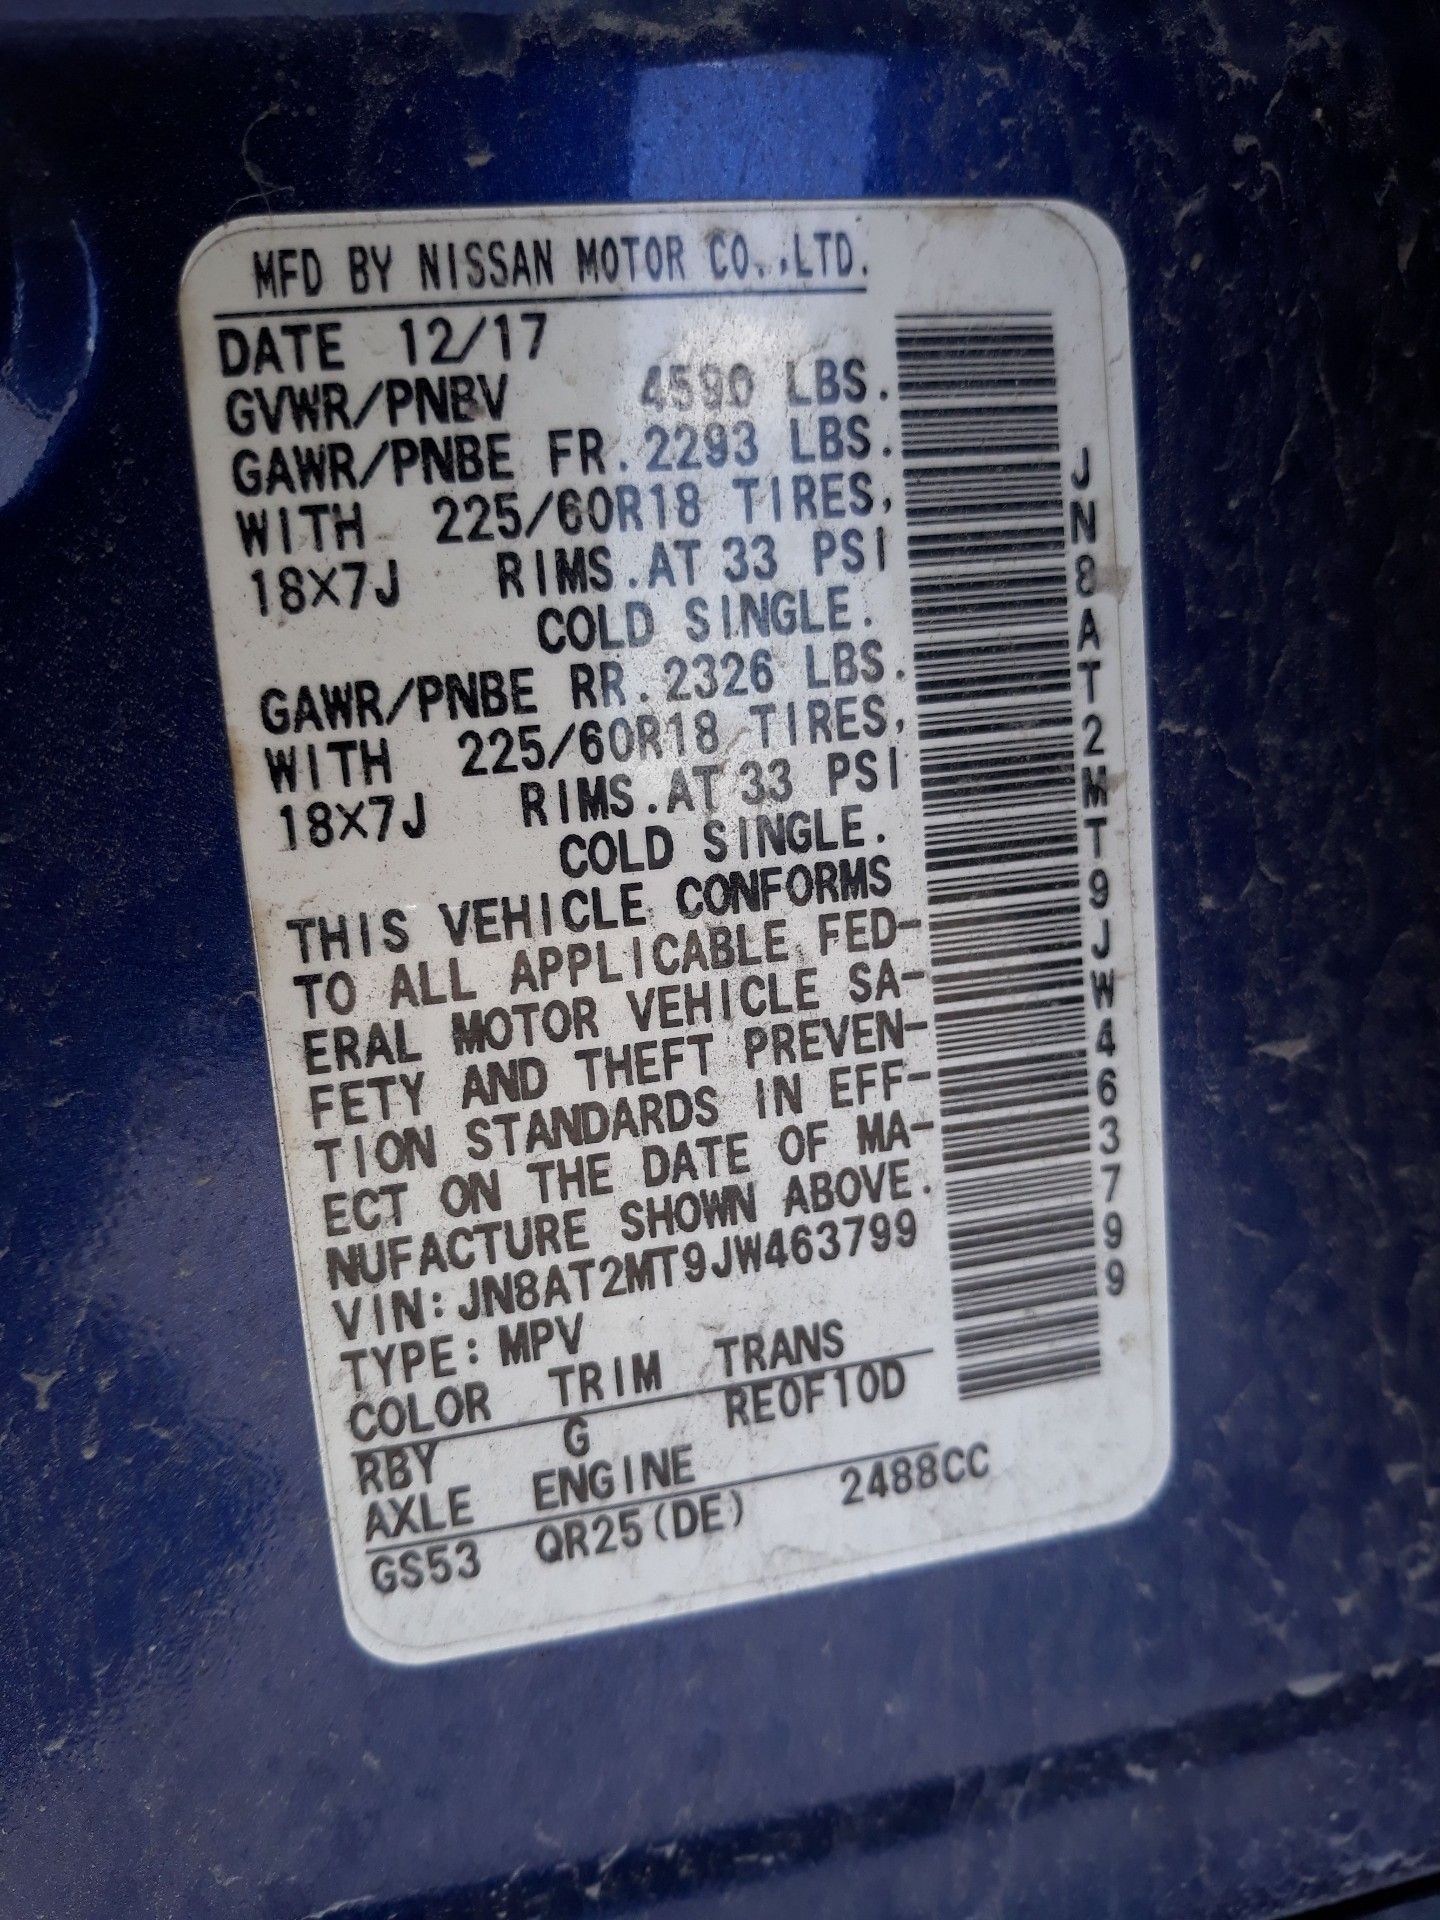 MFD BY NISSAN MOTOR CO.,LTD.
DATE 12/17
GVWR/PNBV 4590 LBS.
GAWR/PNBE FR.2293 LBS.
WITH 225/60R18 TIRES,
18X7J RIMS.AT 33 PSI
COLD SINGLE.
GAWR/PNBE RR.2326 LBS.
WITH 225/60R18 TIRES,
18X7J RIMS.AT 33 PSI
COLD SINGLE.
THIS VEHICLE CONFORMS
TO ALL APPLICABLE FED-
ERAL MOTOR VEHICLE SA-
FETY AND THEFT PREVEN-
TION STANDARDS IN EFF-
ECT ON THE DATE OF MA-
NUFACTURE SHOWN ABOVE.
VIN:JN8AT2MT9JW463799
TYPE:MPV
COLOR TRIM TRANS
RBY G RE0F10D
AXLE ENGINE
GS53 QR25(DE) 2488CC
JN8AT2MT9JW463799